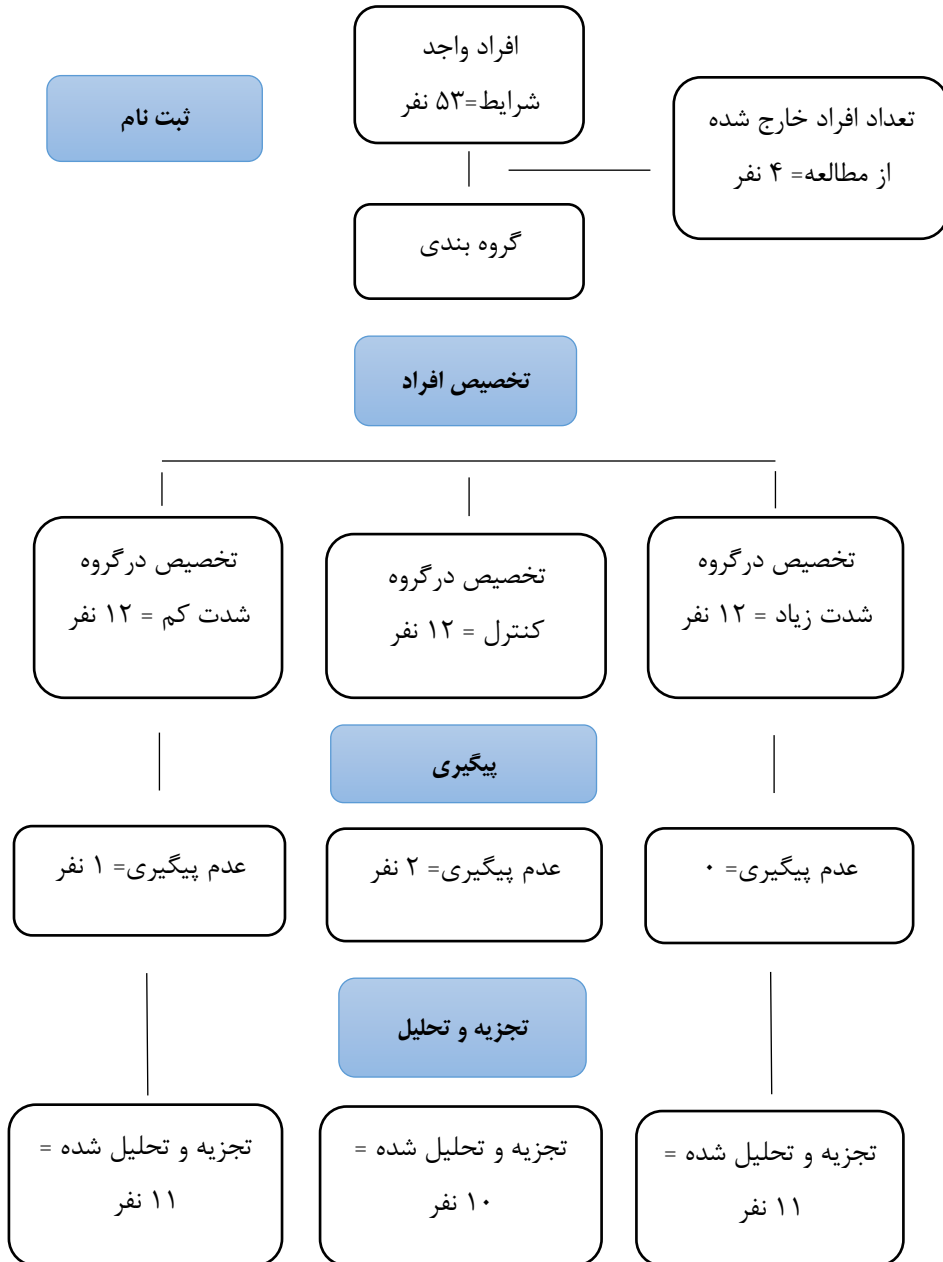 افراد واجد
شرایط=۵۳ نفر
ثبت نام
تعداد افراد خارج شده
از مطالعه= ۴ نفر
گروه بندی
تخصیص افراد
تخصیص درگروه
شدت زیاد = ۱۲ نفر
تخصیص درگروه
کنترل = ۱۲ نفر
تخصیص درگروه
شدت کم = ۱۲ نفر
پیگیری
عدم پیگیری= ۰
عدم پیگیری= ۲ نفر
عدم پیگیری= ۱ نفر
تجزیه و تحلیل
تجزیه و تحلیل شده =
۱۱ نفر
تجزیه و تحلیل شده =
۱۰ نفر
تجزیه و تحلیل شده =
۱۱ نفر